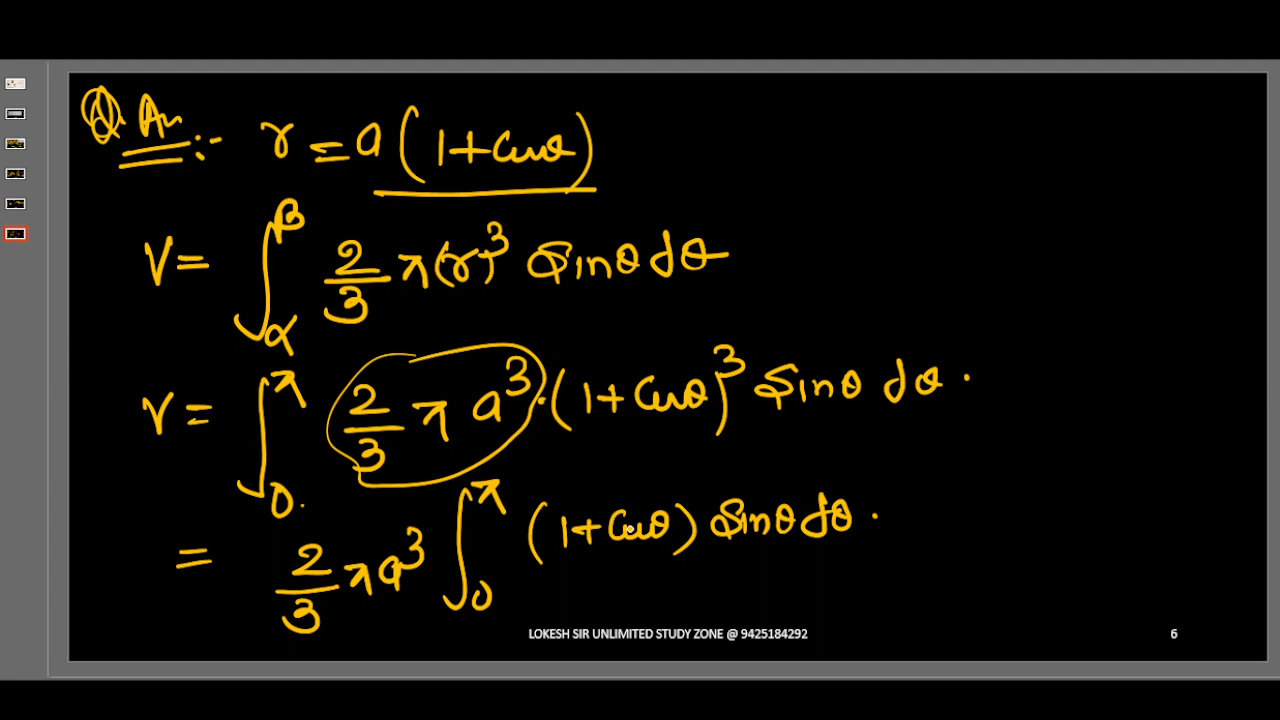 Q. An :- r = a (1+cosθ)
V = ∫_α^β 2/3 π(r)^3 sinθ dθ
V = ∫_0^π 2/3 π a^3 . (1+cosθ)^3 sinθ dθ .
= 2/3 πa^3 ∫_0^π (1+cosθ) sinθ dθ .
LOKESH SIR UNLIMITED STUDY ZONE @ 9425184292 6